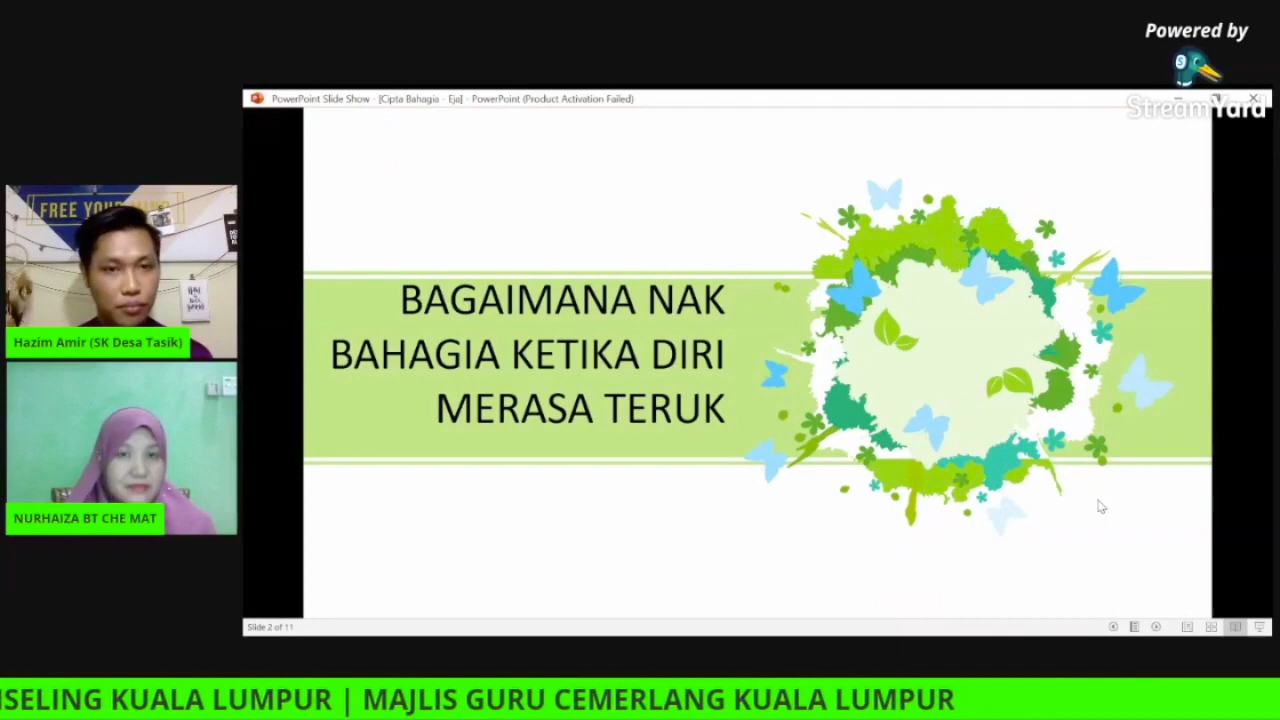 Powered by
StreamYard
PowerPoint Slide Show - [Cipta Bahagia - Eja] - PowerPoint (Product Activation Failed)
FREE YOUR MIND
Hazim Amir (SK Desa Tasik)
NURHAIZA BT CHE MAT
BAGAIMANA NAK
BAHAGIA KETIKA DIRI
MERASA TERUK
Slide 2 of 11
NSELING KUALA LUMPUR | MAJLIS GURU CEMERLANG KUALA LUMPUR